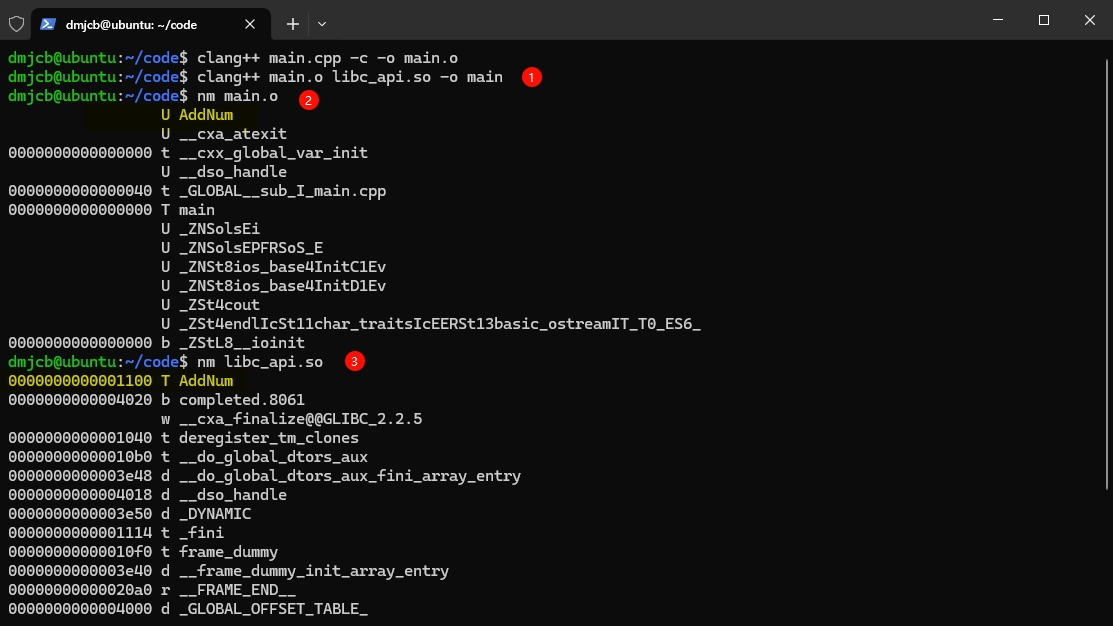 dmjcb@ubuntu: ~/code
dmjcb@ubuntu:~/code$ clang++ main.cpp -c -o main.o
dmjcb@ubuntu:~/code$ clang++ main.o libc_api.so -o main 1
dmjcb@ubuntu:~/code$ nm main.o 2
U AddNum
U __cxa_atexit
0000000000000000 t __cxx_global_var_init
U __dso_handle
0000000000000040 t _GLOBAL__sub_I_main.cpp
0000000000000000 T main
U _ZNSolsEi
U _ZNSolsEPFRSoS_E
U _ZNSt8ios_base4InitC1Ev
U _ZNSt8ios_base4InitD1Ev
U _ZSt4cout
U _ZSt4endlIcSt11char_traitsIcEERSt13basic_ostreamIT_T0_ES6_
0000000000000000 b _ZStL8__ioinit
dmjcb@ubuntu:~/code$ nm libc_api.so 3
0000000000001100 T AddNum
0000000000004020 b completed.8061
w __cxa_finalize@@GLIBC_2.2.5
0000000000001040 t deregister_tm_clones
00000000000010b0 t __do_global_dtors_aux
0000000000003e48 d __do_global_dtors_aux_fini_array_entry
0000000000004018 d __dso_handle
0000000000003e50 d _DYNAMIC
0000000000001114 t _fini
00000000000010f0 t frame_dummy
0000000000003e40 d __frame_dummy_init_array_entry
00000000000020a0 r __FRAME_END__
0000000000004000 d _GLOBAL_OFFSET_TABLE_